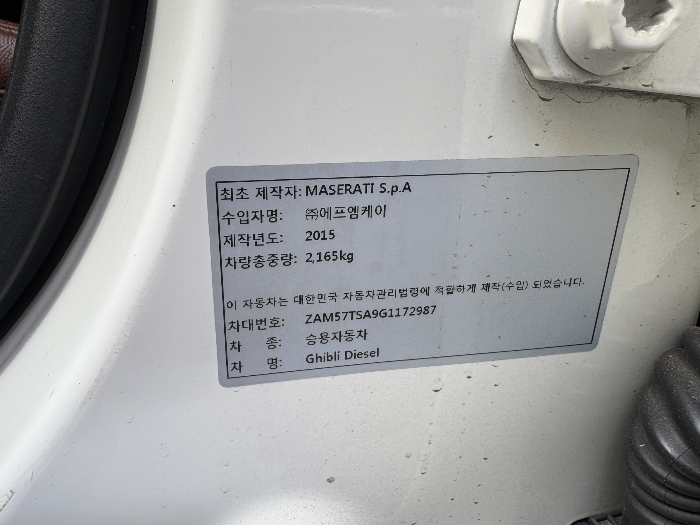 최초 제작자: MASERATI S.p.A
수입자명: ㈜에프엠케이
제작년도: 2015
차량총중량: 2,165kg
이 자동차는 대한민국 자동차관리법령에 적합하게 제작(수입) 되었습니다.
차대번호: ZAM57TSA9G1172987
차 종: 승용자동차
차 명: Ghibli Diesel